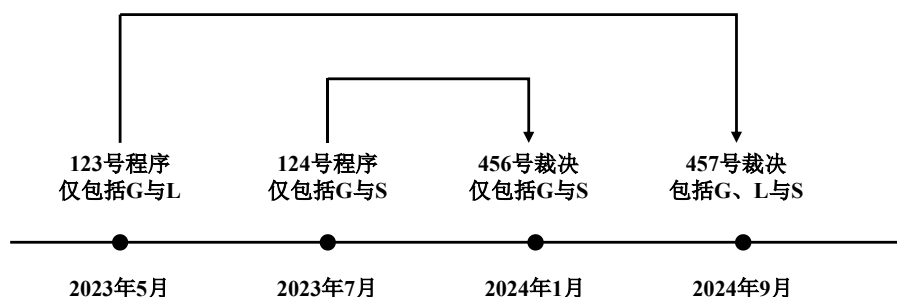 123号程序
仅包括G与L
124号程序
仅包括G与S
456号裁决
仅包括G与S
457号裁决
包括G、L与S
2023年5月
2023年7月
2024年1月
2024年9月